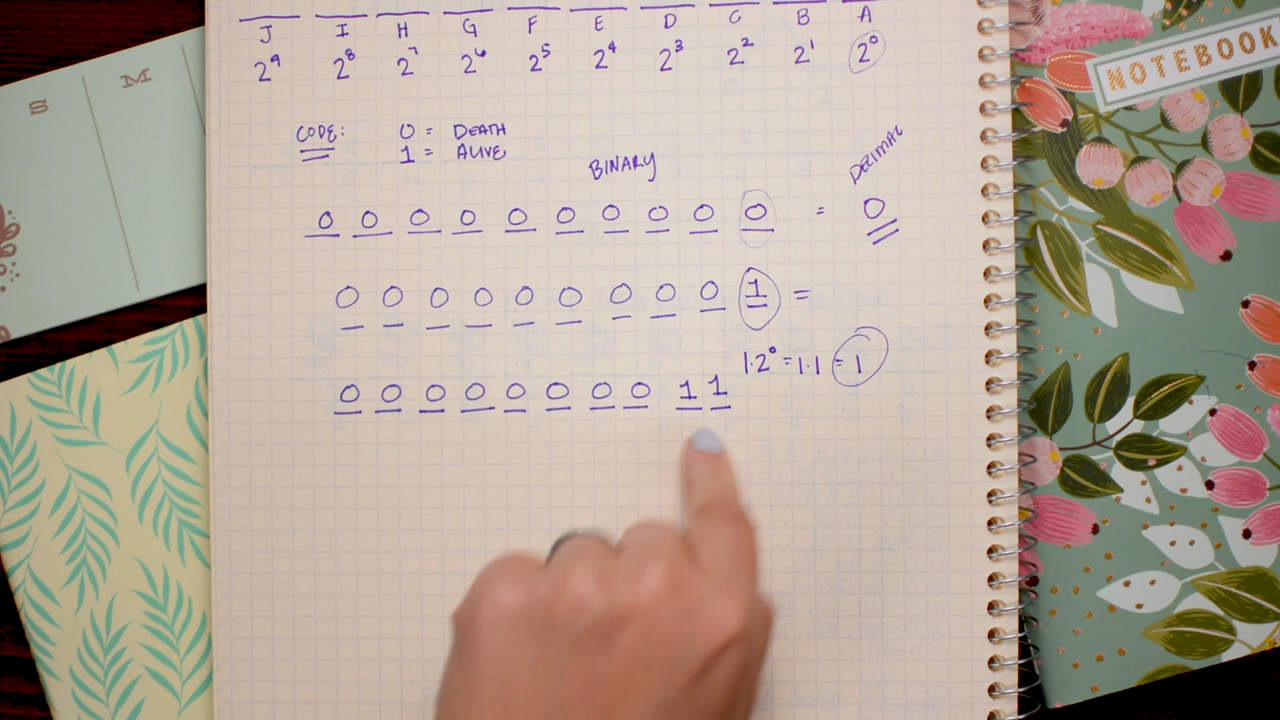 J I H G F E D C B A
2⁹ 2⁸ 2⁷ 2⁶ 2⁵ 2⁴ 2³ 2² 2¹ 2⁰
S M
NOTEBOOK
CODE: 0 = DEATH
1 = ALIVE
BINARY DECIMAL
0 0 0 0 0 0 0 0 0 0 = 0
0 0 0 0 0 0 0 0 0 1 =
1·2⁰ = 1·1 = 1
0 0 0 0 0 0 0 0 1 1